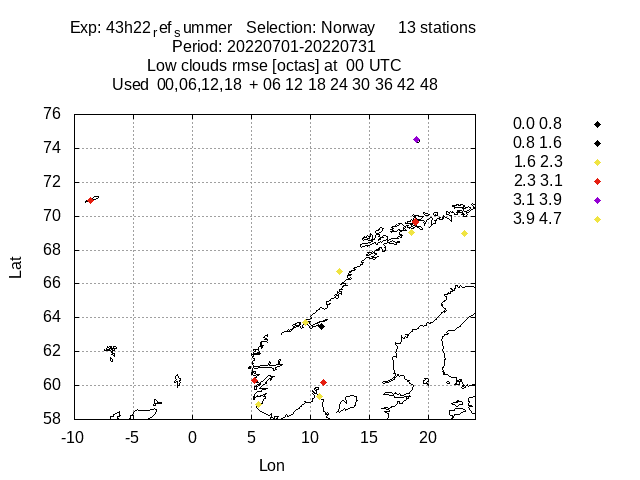 Exp: 43h22refsummer Selection: Norway 13 stations
Period: 20220701-20220731
Low clouds rmse [octas] at 00 UTC
Used 00,06,12,18 + 06 12 18 24 30 36 42 48
76
74
72
70
68
66
64
62
60
58
Lat
-10 -5 0 5 10 15 20
Lon
0.0 0.8
0.8 1.6
1.6 2.3
2.3 3.1
3.1 3.9
3.9 4.7